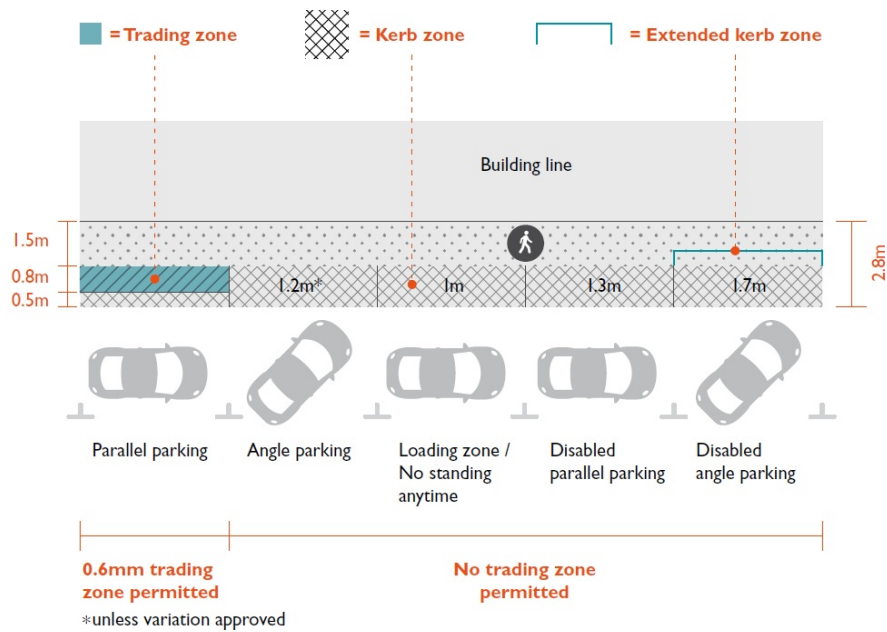 = Trading zone
= Kerb zone
= Extended kerb zone
Building line
1.5m
0.8m
0.5m
2.8m
1.2m*
1m
1.3m
1.7m
Parallel parking
Angle parking
Loading zone /
No standing
anytime
Disabled
parallel parking
Disabled
angle parking
0.6mm trading
zone permitted
*unless variation approved
No trading zone
permitted